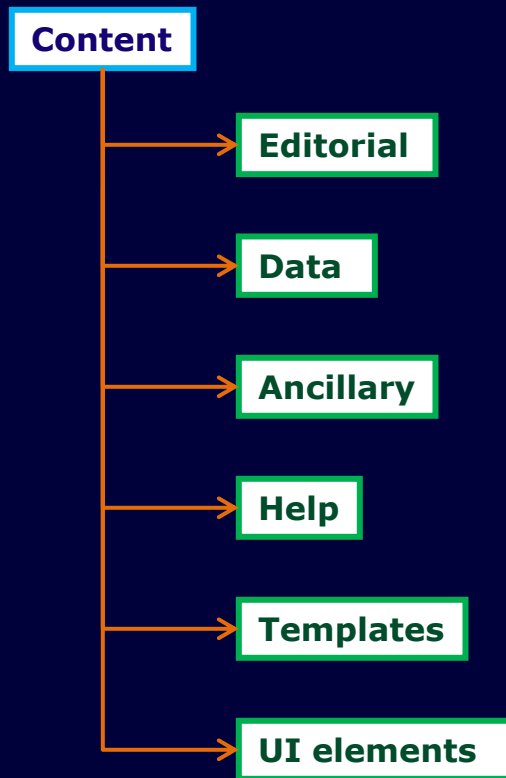 Content
Editorial
Data
Ancillary
Help
Templates
UI elements